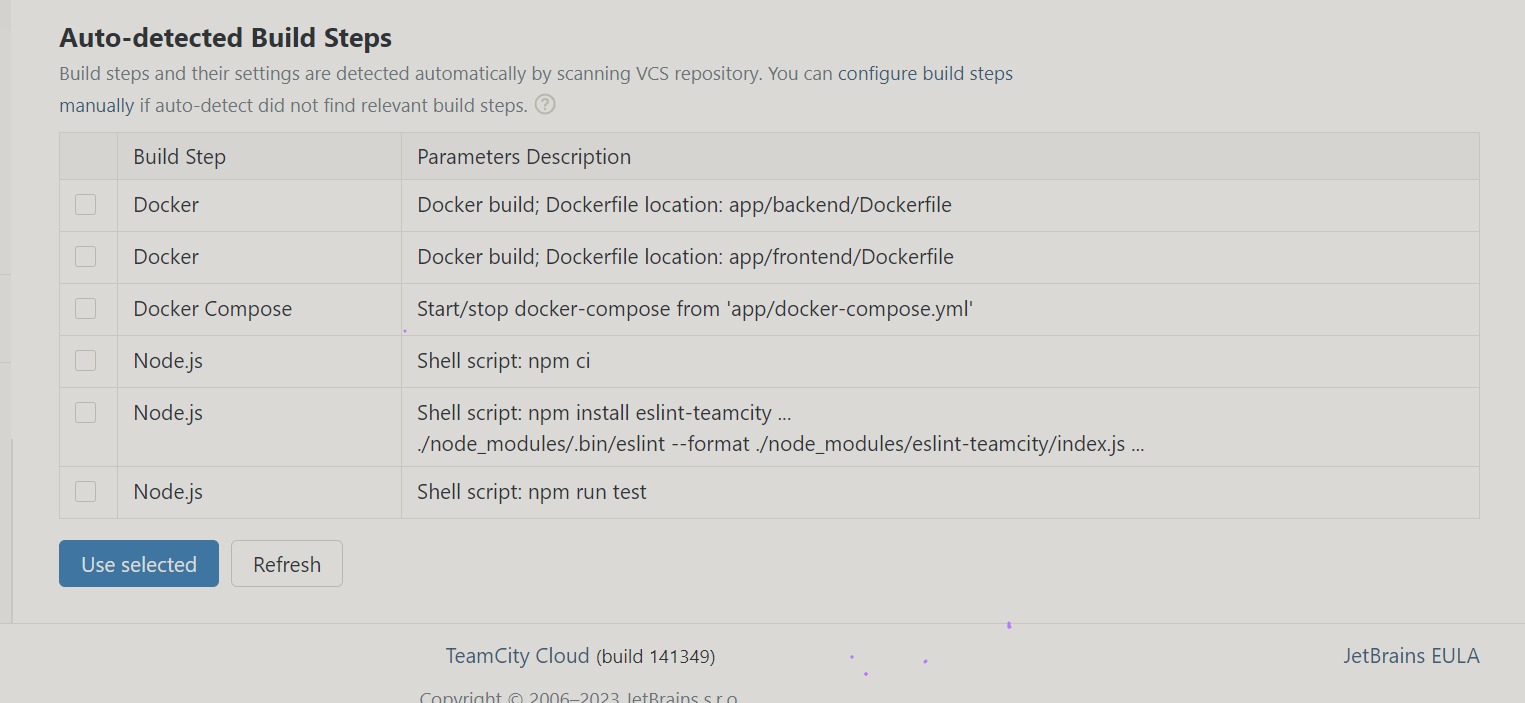 Auto-detected Build Steps
Build steps and their settings are detected automatically by scanning VCS repository. You can configure build steps
manually if auto-detect did not find relevant build steps. ?
Build Step Parameters Description
Docker Docker build; Dockerfile location: app/backend/Dockerfile
Docker Docker build; Dockerfile location: app/frontend/Dockerfile
Docker Compose Start/stop docker-compose from 'app/docker-compose.yml'
Node.js Shell script: npm ci
Node.js Shell script: npm install eslint-teamcity ...
./node_modules/.bin/eslint --format ./node_modules/eslint-teamcity/index.js ...
Node.js Shell script: npm run test
Use selected Refresh
TeamCity Cloud (build 141349) JetBrains EULA
Copyright © 2006–2023 JetBrains s.r.o.